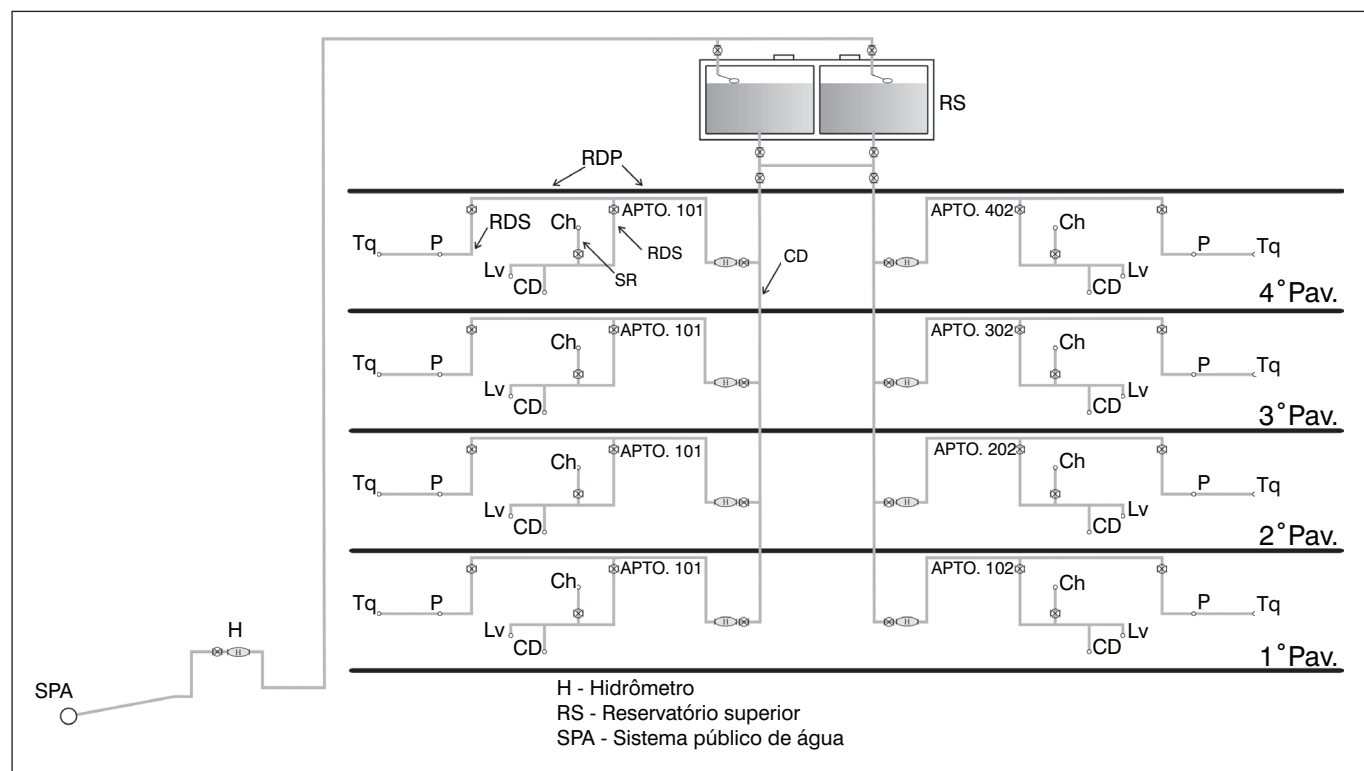 RS
RDP
APTO. 101
APTO. 402
Ch
Ch
RDS
Tq
P
RDS
CD
P
Tq
Lv
SR
Lv
CD
CD
H
H
4°Pav.
APTO. 101
APTO. 302
Ch
Ch
Tq
P
P
Tq
Lv
Lv
CD
CD
H
H
3°Pav.
APTO. 101
APTO. 202
Ch
Ch
Tq
P
P
Tq
Lv
Lv
CD
CD
H
H
2°Pav.
APTO. 101
APTO. 102
Ch
Ch
Tq
P
P
Tq
Lv
Lv
CD
CD
H
H
1°Pav.
H
H
SPA
H - Hidrômetro
RS - Reservatório superior
SPA - Sistema público de água